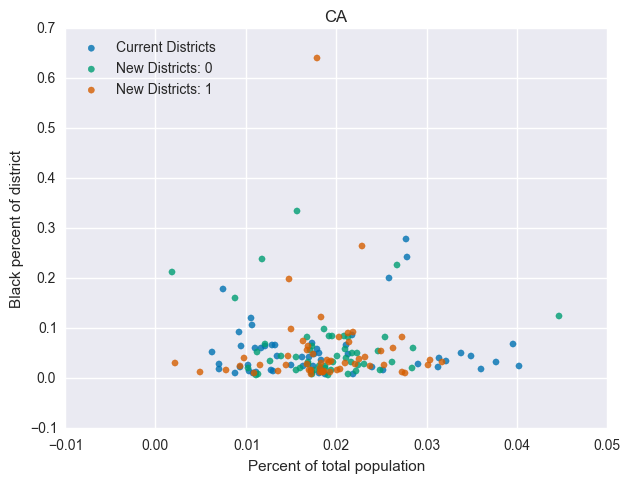 CA
0.7
0.6
0.5
0.4
0.3
0.2
0.1
0.0
−0.1
Black percent of district
Current Districts
New Districts: 0
New Districts: 1
−0.01
0.00
0.01
0.02
0.03
0.04
0.05
Percent of total population